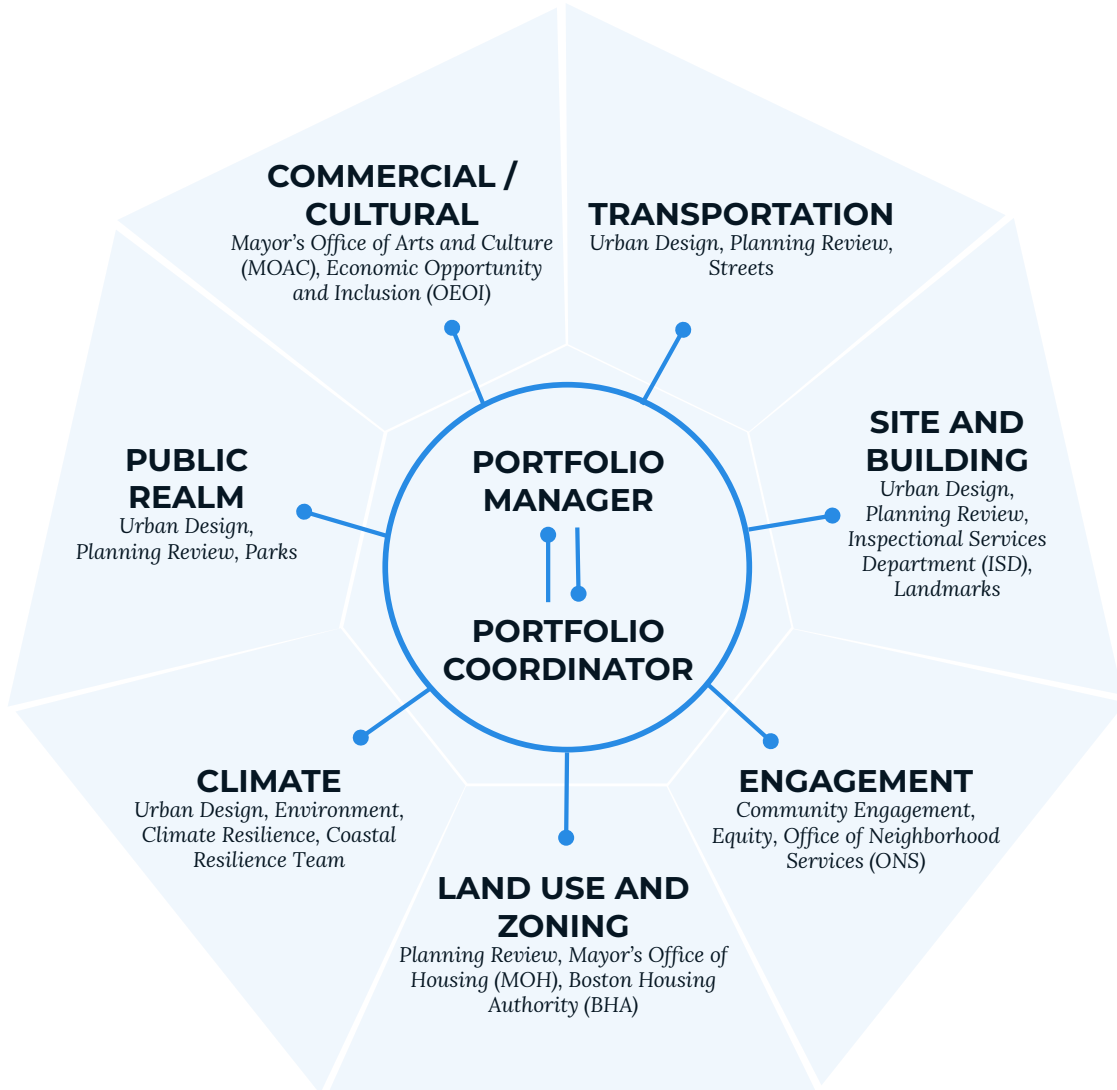 COMMERCIAL /
CULTURAL
Mayor’s Office of Arts and Culture
(MOAC), Economic Opportunity
and Inclusion (OEOI)
TRANSPORTATION
Urban Design, Planning Review,
Streets
PUBLIC
REALM
Urban Design,
Planning Review, Parks
PORTFOLIO
MANAGER
PORTFOLIO
COORDINATOR
SITE AND
BUILDING
Urban Design,
Planning Review,
Inspectional Services
Department (ISD),
Landmarks
CLIMATE
Urban Design, Environment,
Climate Resilience, Coastal
Resilience Team
ENGAGEMENT
Community Engagement,
Equity, Office of Neighborhood
Services (ONS)
LAND USE AND
ZONING
Planning Review, Mayor’s Office of
Housing (MOH), Boston Housing
Authority (BHA)